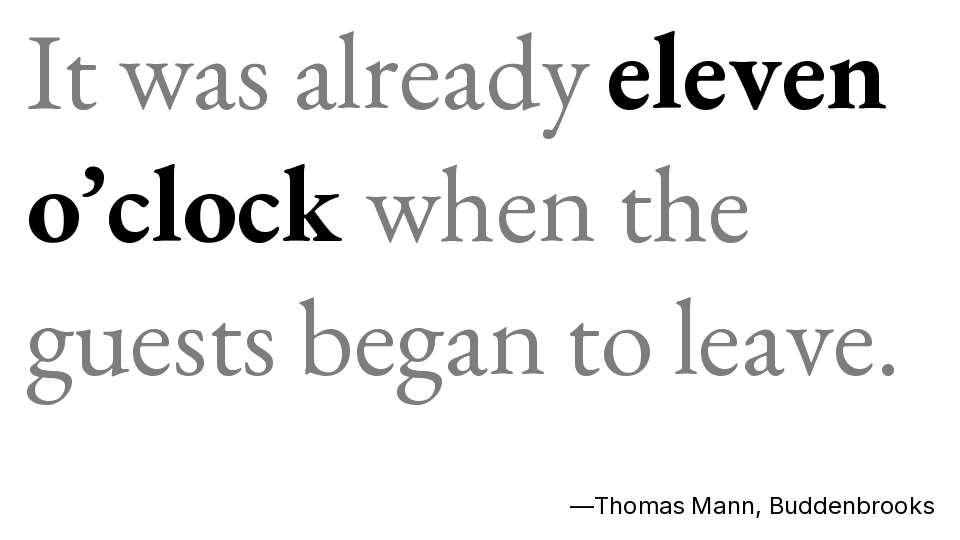 It was already eleven
o’clock when the
guests began to leave.
—Thomas Mann, Buddenbrooks